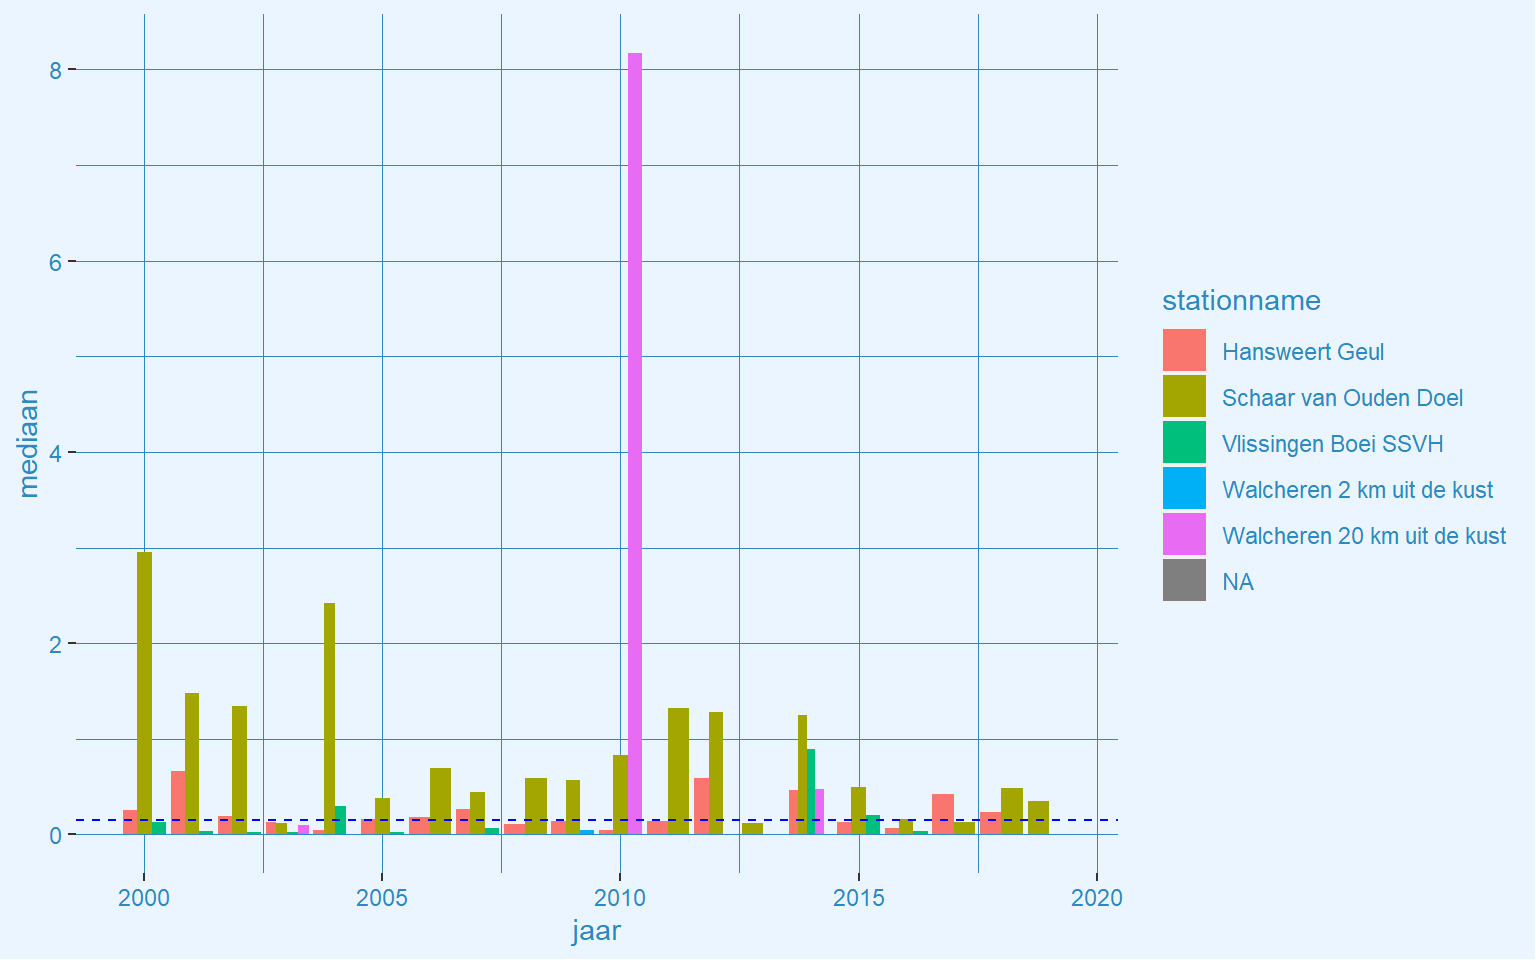 8
6
4
2
0
mediaan
2000 2005 2010 2015 2020
jaar
stationname
Hansweert Geul
Schaar van Ouden Doel
Vlissingen Boei SSVH
Walcheren 2 km uit de kust
Walcheren 20 km uit de kust
NA